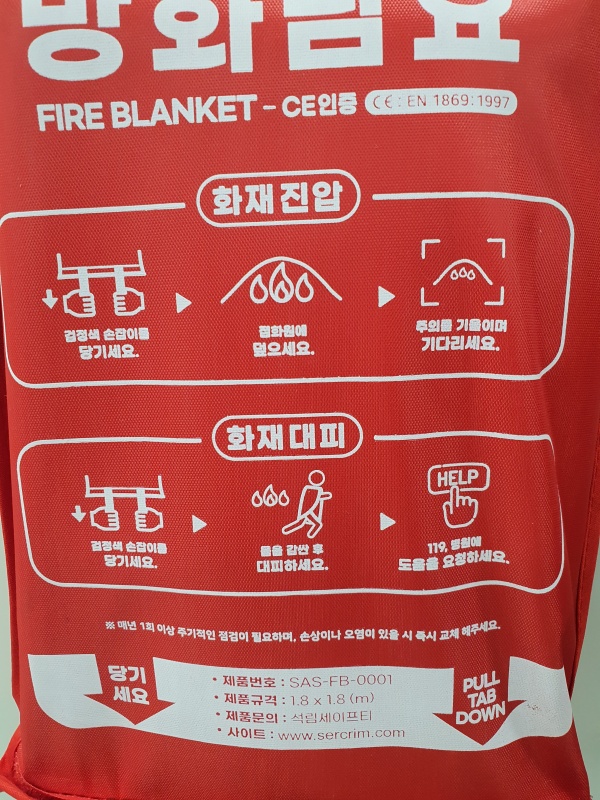 방화담요
FIRE BLANKET - CE인증 CE : EN 1869:1997
화재진압
검정색 손잡이를
당기세요.
점화원에
덮으세요.
주의를 기울이며
기다리세요.
화재대피
검정색 손잡이를
당기세요.
몸을 감싼 후
대피하세요.
HELP
119, 병원에
도움을 요청하세요.
※ 매년 1회 이상 주기적인 점검이 필요하며, 손상이나 오염이 있을 시 즉시 교체 해주세요.
당기
세요
• 제품번호 : SAS-FB-0001
• 제품규격 : 1.8 x 1.8 (m)
• 제품문의 : 석림세이프티
• 사이트 : www.sercrim.com
PULL
TAB
DOWN